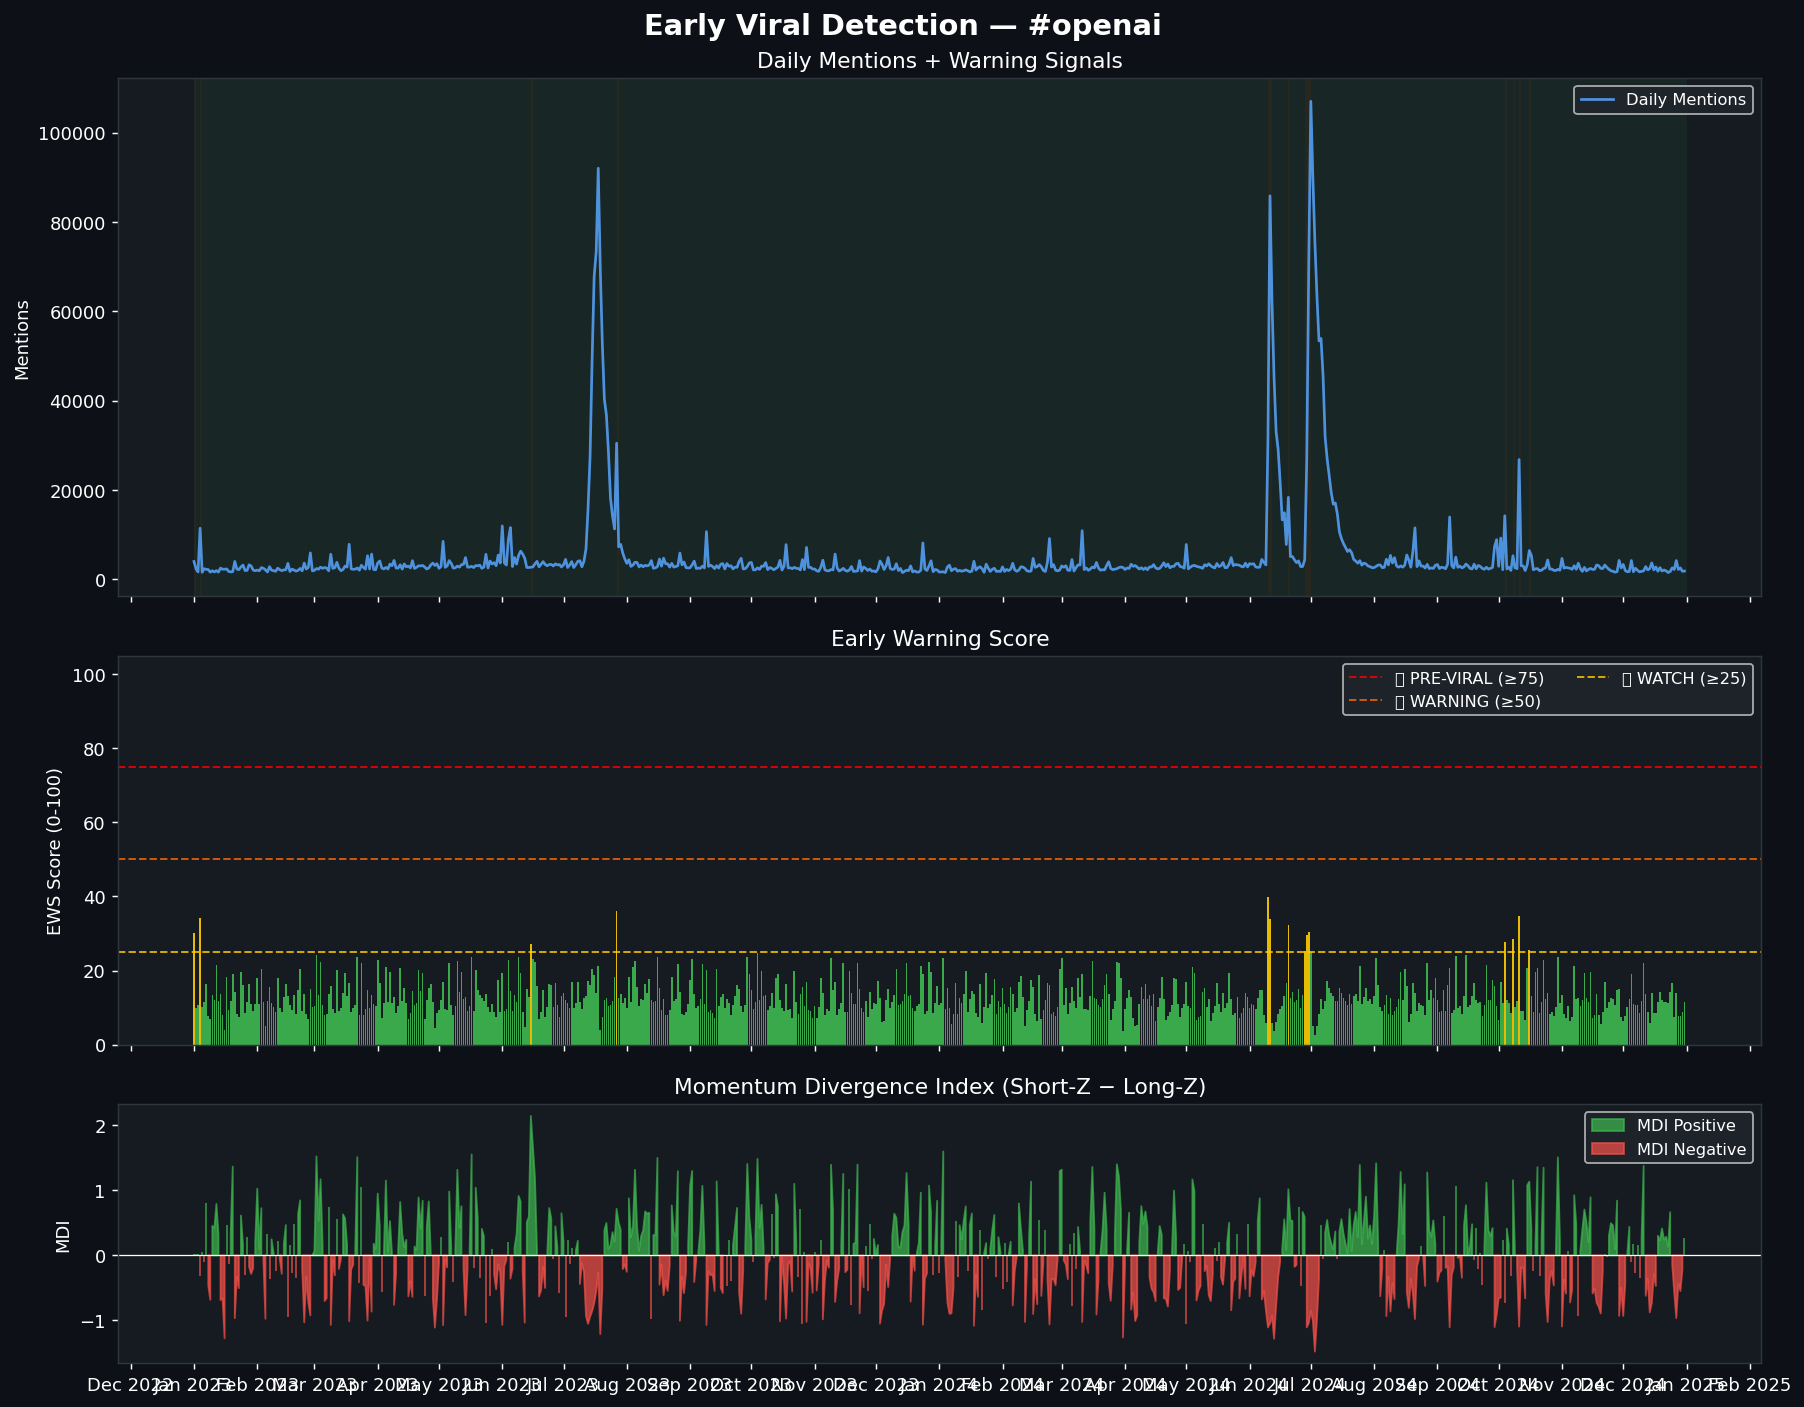 Early Viral Detection — #openai
Daily Mentions + Warning Signals
Daily Mentions
100000
80000
60000
40000
20000
0
Mentions
Early Warning Score
PRE-VIRAL (≥75)
WATCH (≥25)
WARNING (≥50)
100
80
60
40
20
0
EWS Score (0-100)
Momentum Divergence Index (Short-Z − Long-Z)
MDI Positive
MDI Negative
2
1
0
−1
MDI
Dec 2022 Jan 2023 Feb 2023 Mar 2023 Apr 2023 May 2023 Jun 2023 Jul 2023 Aug 2023 Sep 2023 Oct 2023 Nov 2023 Dec 2023 Jan 2024 Feb 2024 Mar 2024 Apr 2024 May 2024 Jun 2024 Jul 2024 Aug 2024 Sep 2024 Oct 2024 Nov 2024 Dec 2024 Jan 2025 Feb 2025